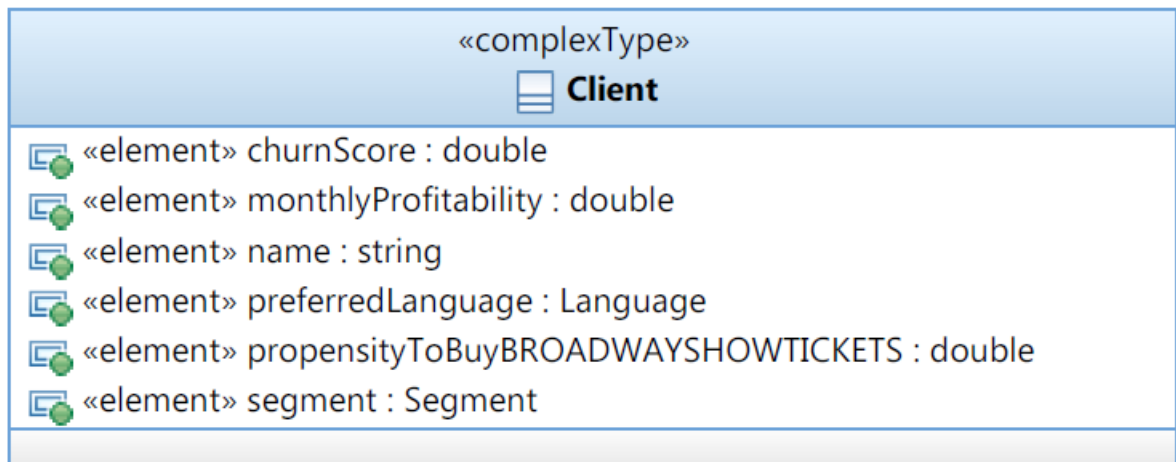 «complexType»
Client
«element» churnScore : double
«element» monthlyProfitability : double
«element» name : string
«element» preferredLanguage : Language
«element» propensityToBuyBROADWAYSHOWTICKETS : double
«element» segment : Segment